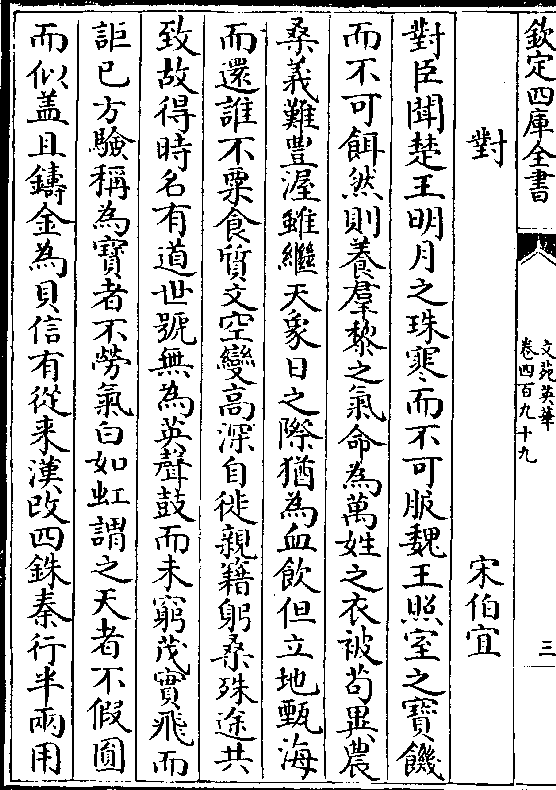 欽定四庫全書
文苑英華
卷四百九十九
三
對
宋伯宜
對臣聞楚王明月之珠寒而不可服魏王照室之寶饑
而不可餌然則養羣黎之氣命為萬姓之衣被茍異農
桑義難豊渥雖繼天象日之際猶為血飲但立地甄海
而還誰不粟食質文空變高深自徙親籍躬桑殊途共
致故得時名有道世號無為英聲鼓而未窮茂實飛而
詎已方驗稱為寶者不勞氣白如虹謂之天者不假圓
而似盖且鑄金為貝信有從来漢改四銖秦行半兩用